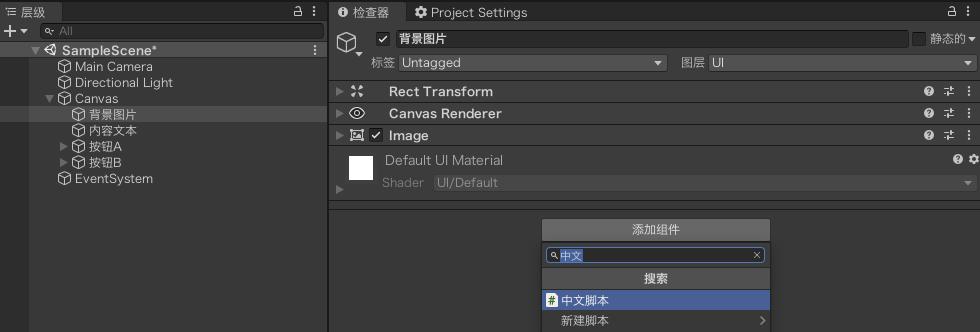 层级
All
SampleScene*
Main Camera
Directional Light
Canvas
背景图片
内容文本
按钮A
按钮B
EventSystem
检查器
Project Settings
背景图片
静态的
标签 Untagged 图层 UI
Rect Transform
Canvas Renderer
Image
Default UI Material
Shader UI/Default
添加组件
中文
搜索
中文脚本
新建脚本